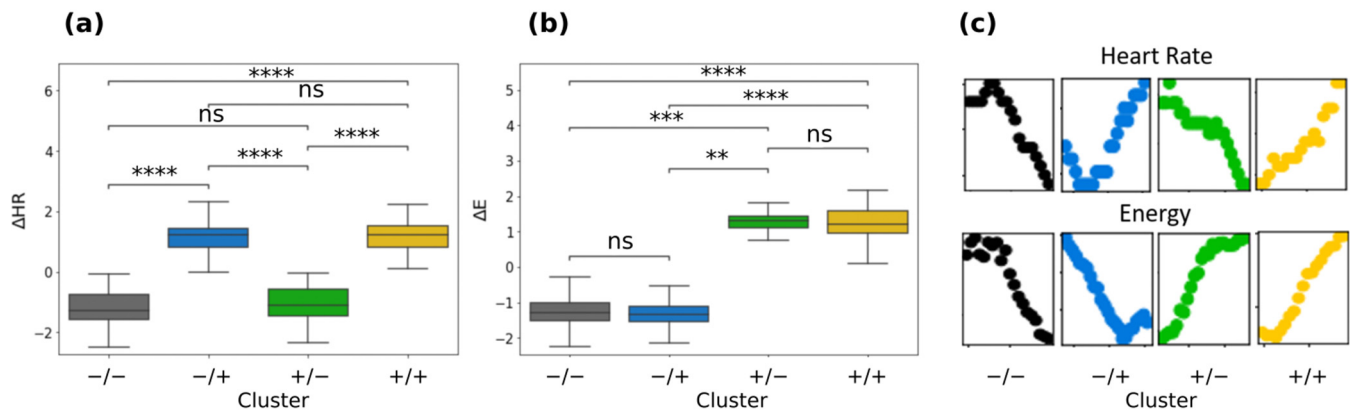 (a)
ΔHR
6
4
2
0
−2
****
ns
ns
****
****
****
−/−
−/+
+/−
+/+
Cluster
(b)
ΔE
5
4
3
2
1
0
−1
−2
****
****
***
ns
**
ns
−/−
−/+
+/−
+/+
Cluster
(c)
Heart Rate
Energy
−/−
−/+
+/−
+/+
Cluster